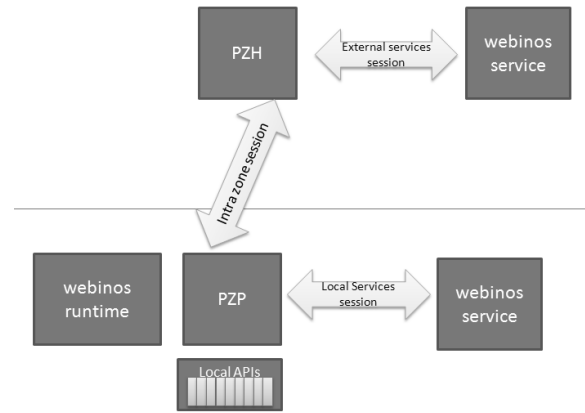 PZH
External services
session
webinos
service
Intra zone session
webinos
runtime
PZP
Local Services
session
webinos
service
Local APIs